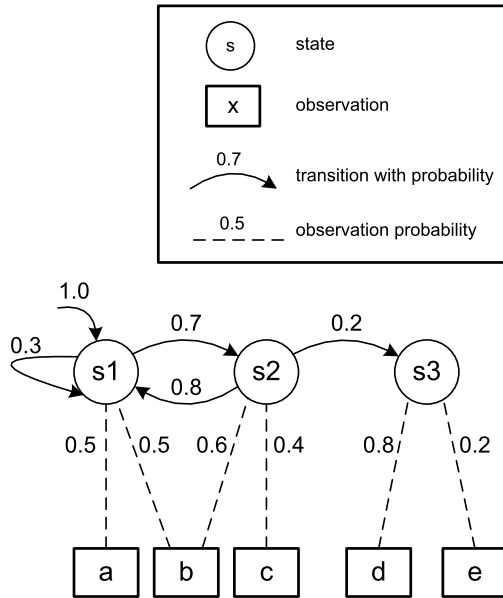 s state
x observation
0.7 transition with probability
0.5 observation probability
1.0
0.3 0.7 0.2
s1 s2 s3
0.8
0.5 0.5 0.6 0.4 0.8 0.2
a b c d e